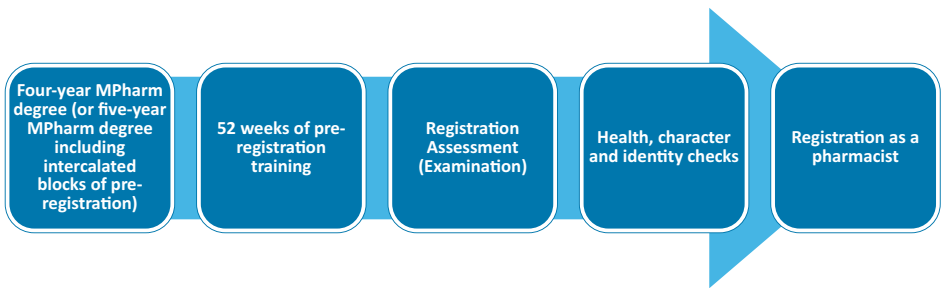 Four-year MPharm
degree (or five-year
MPharm degree
including
intercalated
blocks of pre-
registration)
52 weeks of pre-
registration
training
Registration
Assessment
(Examination)
Health, character
and identity checks
Registration as a
pharmacist